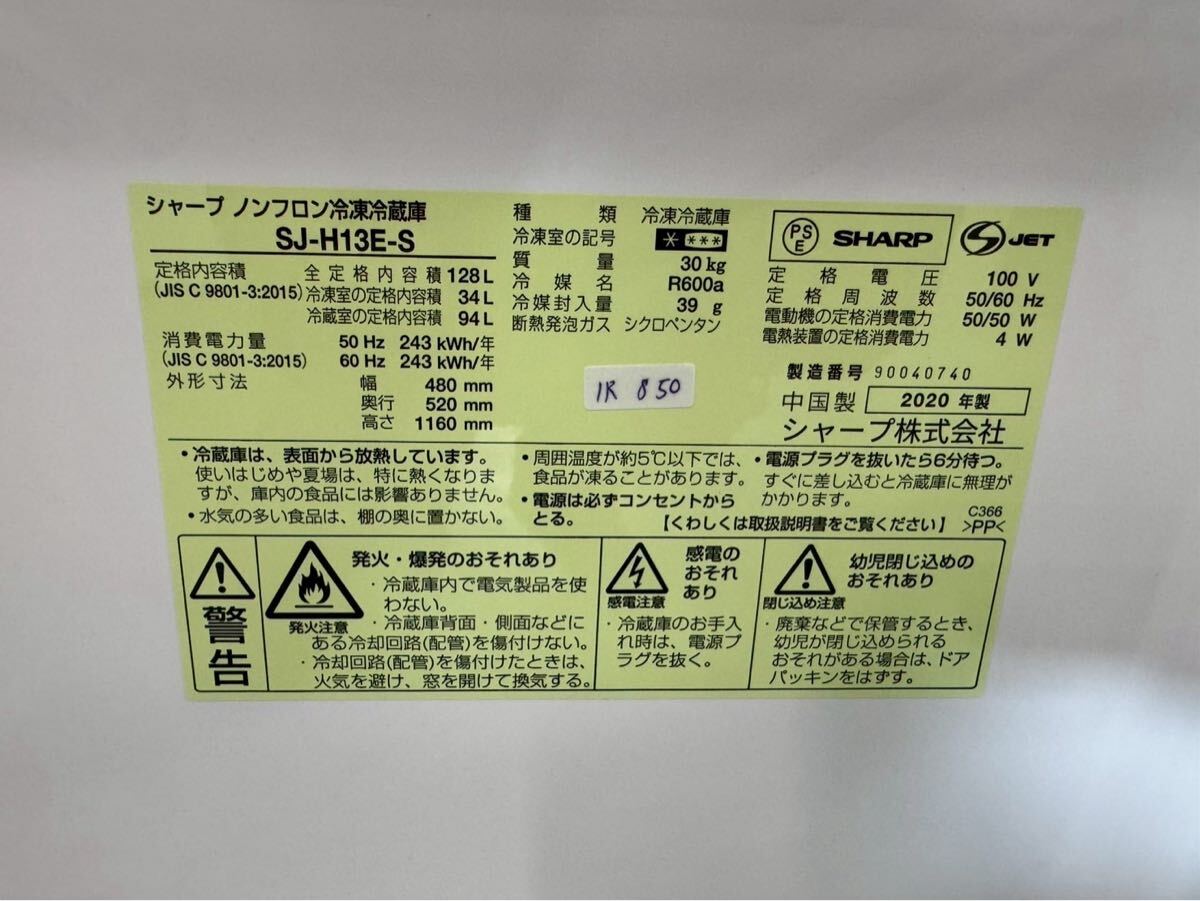 シャープ ノンフロン冷凍冷蔵庫
SJ-H13E-S
定格内容積 全定格内容積 128 L
(JIS C 9801-3:2015) 冷凍室の定格内容積 34 L
冷蔵室の定格内容積 94 L
消費電力量 50 Hz 243 kWh/年
(JIS C 9801-3:2015) 60 Hz 243 kWh/年
外形寸法 幅 480 mm
奥行 520 mm
高さ 1160 mm
種類 冷凍冷蔵庫
冷凍室の記号 * ***
質量 30 kg
冷媒名 R600a
冷媒封入量 39 g
断熱発泡ガス シクロペンタン
1R 850
PS E SHARP JET
定格電圧 100 V
定格周波数 50/60 Hz
電動機の定格消費電力 50/50 W
電熱装置の定格消費電力 4 W
製造番号 90040740
中国製 2020 年製
シャープ株式会社
・冷蔵庫は、表面から放熱しています。
使いはじめや夏場は、特に熱くなりま
すが、庫内の食品には影響ありません。
・水気の多い食品は、棚の奥に置かない。
・周囲温度が約5℃以下では、
食品が凍ることがあります。
・電源は必ずコンセントから
とる。
・電源プラグを抜いたら6分待つ。
すぐに差し込むと冷蔵庫に無理が
かかります。
【くわしくは取扱説明書をご覧ください】
C366
>PP<
警告
発火・爆発のおそれあり
発火注意
・冷蔵庫内で電気製品を使
わない。
・冷蔵庫背面・側面などに
ある冷却回路(配管)を傷付けない。
・冷却回路(配管)を傷付けたときは、
火気を避け、窓を開けて換気する。
感電の
おそれ
あり
感電注意
・冷蔵庫のお手入
れ時は、電源プ
ラグを抜く。
幼児閉じ込めの
おそれあり
閉じ込め注意
・廃棄などで保管するとき、
幼児が閉じ込められる
おそれがある場合は、ドア
パッキンをはずす。